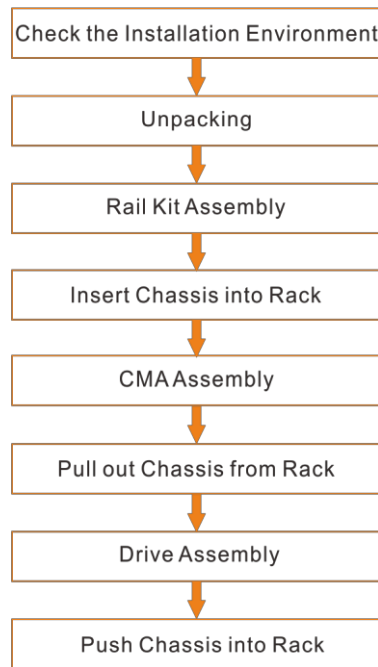 Check the Installation Environment
Unpacking
Rail Kit Assembly
Insert Chassis into Rack
CMA Assembly
Pull out Chassis from Rack
Drive Assembly
Push Chassis into Rack